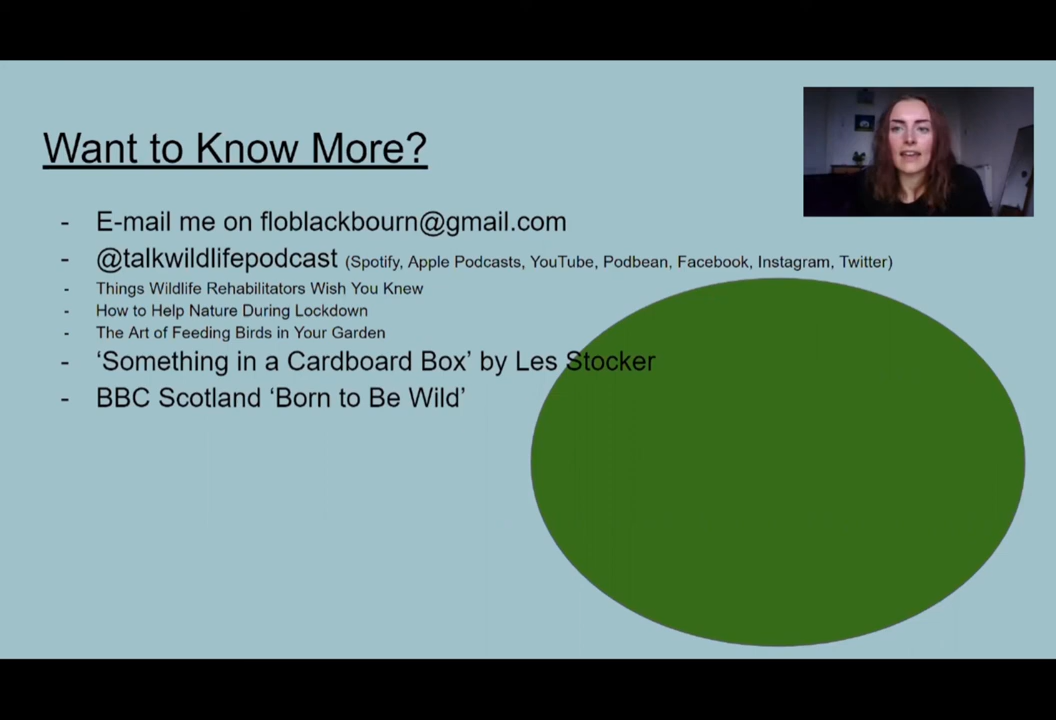 Want to Know More?
- E-mail me on floblackbourn@gmail.com
- @talkwildlifepodcast (Spotify, Apple Podcasts, YouTube, Podbean, Facebook, Instagram, Twitter)
- Things Wildlife Rehabilitators Wish You Knew
- How to Help Nature During Lockdown
- The Art of Feeding Birds in Your Garden
- ‘Something in a Cardboard Box’ by Les Stocker
- BBC Scotland ‘Born to Be Wild’